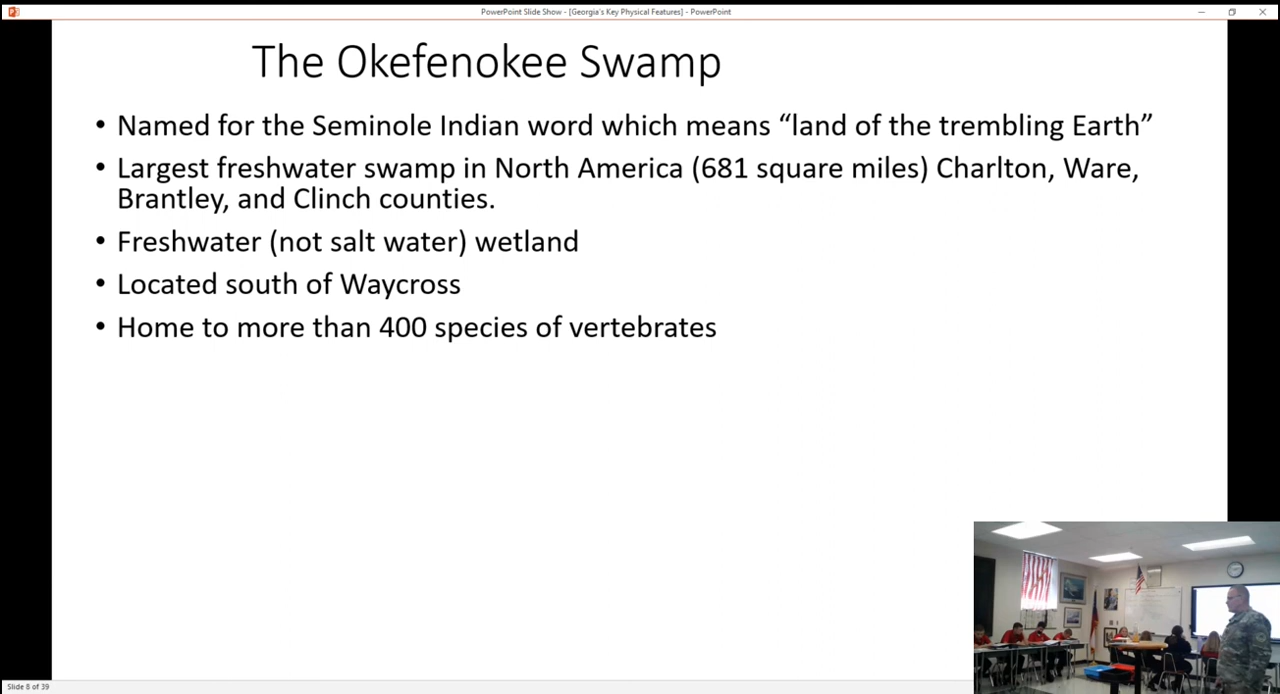 PowerPoint Slide Show - [Georgia's Key Physical Features] - PowerPoint
The Okefenokee Swamp
• Named for the Seminole Indian word which means “land of the trembling Earth”
• Largest freshwater swamp in North America (681 square miles) Charlton, Ware,
Brantley, and Clinch counties.
• Freshwater (not salt water) wetland
• Located south of Waycross
• Home to more than 400 species of vertebrates
Slide 8 of 39